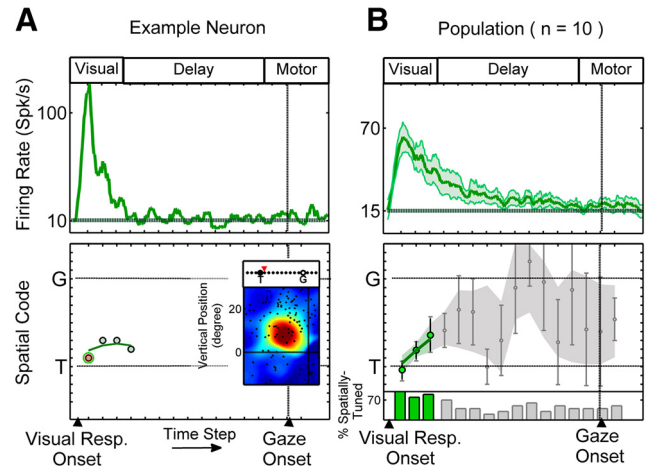 A
Example Neuron
Visual
Delay
Motor
Firing Rate (Spk/s)
100
10
Spatial Code
G
T
Vertical Position
(degree)
20
0
T
G
Visual Resp.
Onset
Time Step
Gaze
Onset
B
Population ( n = 10 )
Visual
Delay
Motor
70
15
G
T
% Spatially-
Tuned
70
Visual Resp.
Onset
Gaze
Onset